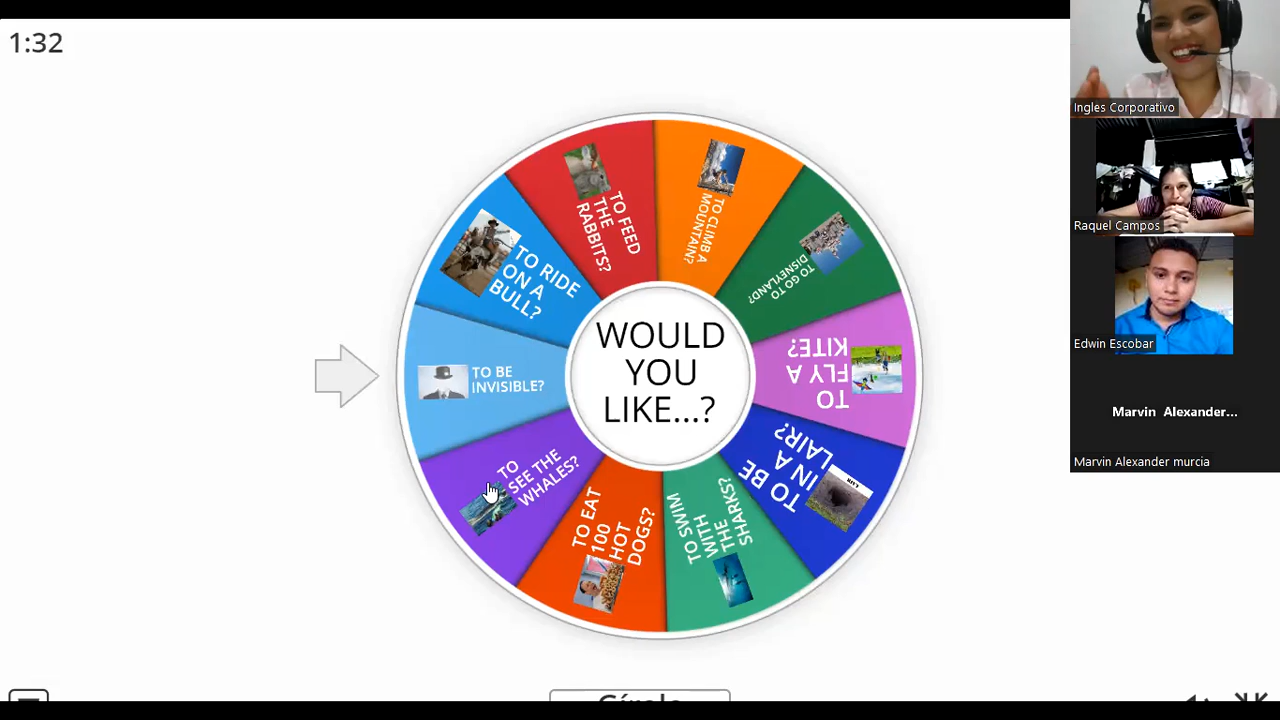 1:32
WOULD
YOU
LIKE...?
TO CLIMB A
MOUNTAIN?
TO GO TO
DISNEYLAND?
TO
FLY A
KITE?
TO BE
IN A
LAIR?
TO SWIM
WITH
THE
SHARKS?
TO EAT
100
HOT
DOGS?
TO
SEE THE
WHALES?
TO BE
INVISIBLE?
TO RIDE
ON A
BULL?
TO FEED
THE
RABBITS?
Círculo
Ingles Corporativo
Raquel Campos
Edwin Escobar
Marvin Alexander...
Marvin Alexander murcia